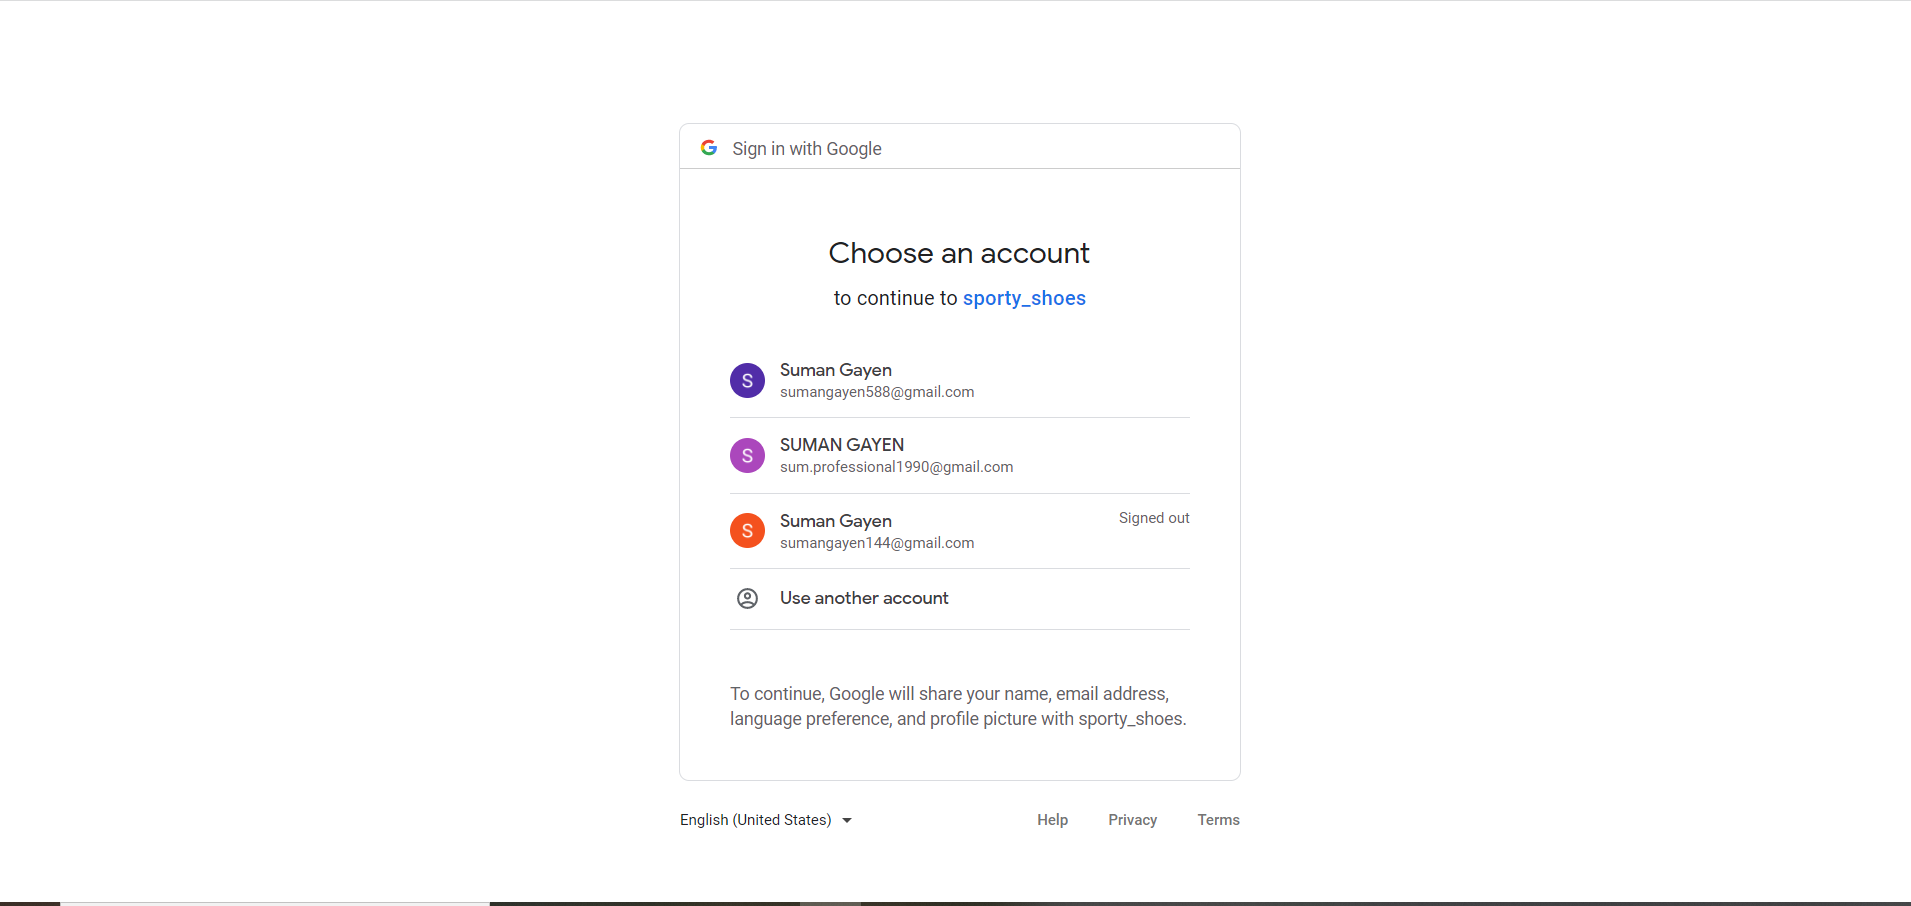 Sign in with Google
Choose an account
to continue to sporty_shoes
S
Suman Gayen
sumangayen588@gmail.com
S
SUMAN GAYEN
sum.professional1990@gmail.com
S
Suman Gayen
Signed out
sumangayen144@gmail.com
Use another account
To continue, Google will share your name, email address,
language preference, and profile picture with sporty_shoes.
English (United States)
Help
Privacy
Terms